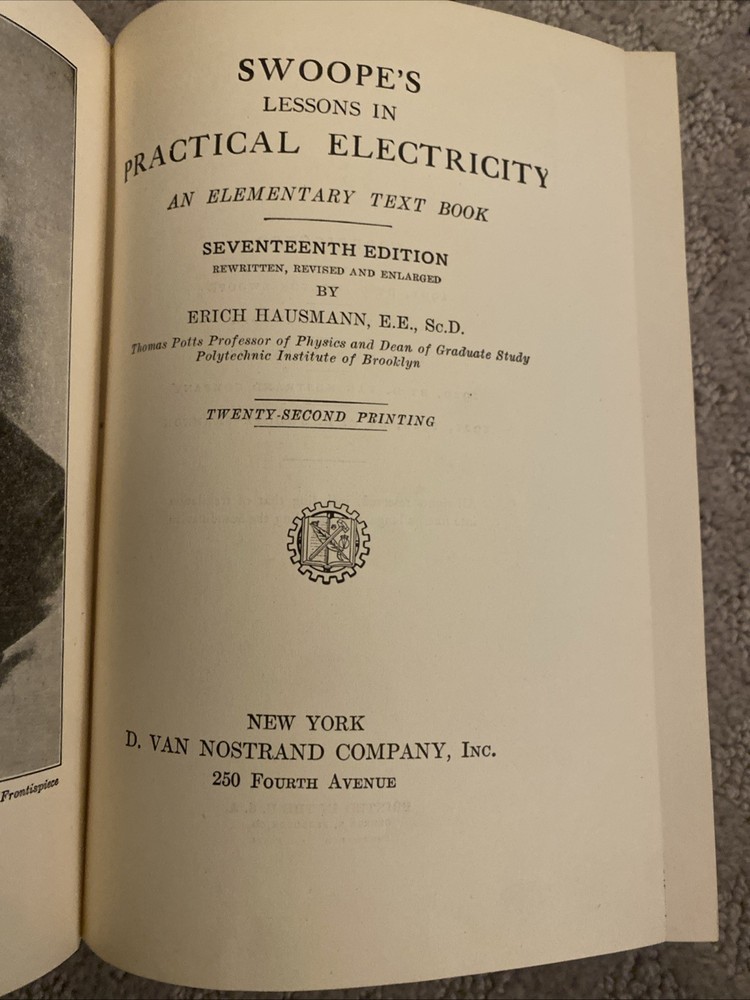 SWOOPE'S
LESSONS IN
PRACTICAL ELECTRICITY
AN ELEMENTARY TEXT BOOK
SEVENTEENTH EDITION
REWRITTEN, REVISED AND ENLARGED
BY
ERICH HAUSMANN, E.E., Sc.D.
Thomas Potts Professor of Physics and Dean of Graduate Study
Polytechnic Institute of Brooklyn
TWENTY-SECOND PRINTING
NEW YORK
D. VAN NOSTRAND COMPANY, Inc.
250 Fourth Avenue
Frontispiece